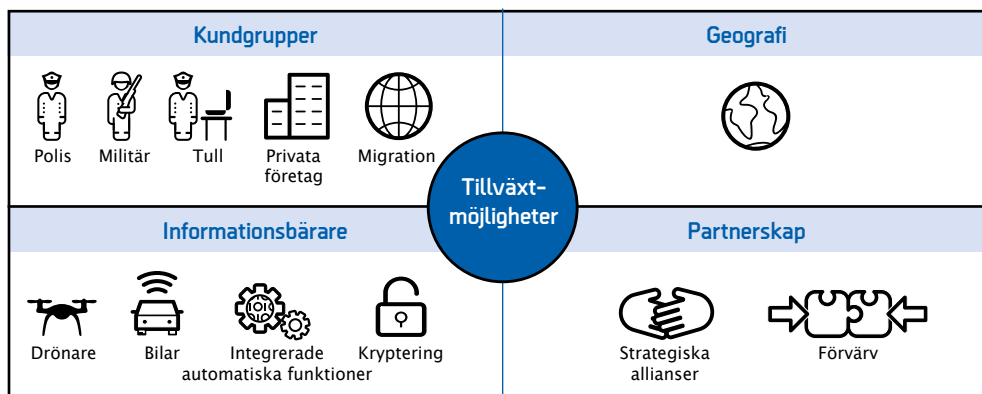 Kundgrupper
Polis
Militär
Tull
Privata
företag
Migration
Geografi
Tillväxt-
möjligheter
Informationsbärare
Drönare
Bilar
Integrerade
automatiska funktioner
Kryptering
Partnerskap
Strategiska
allianser
Förvärv